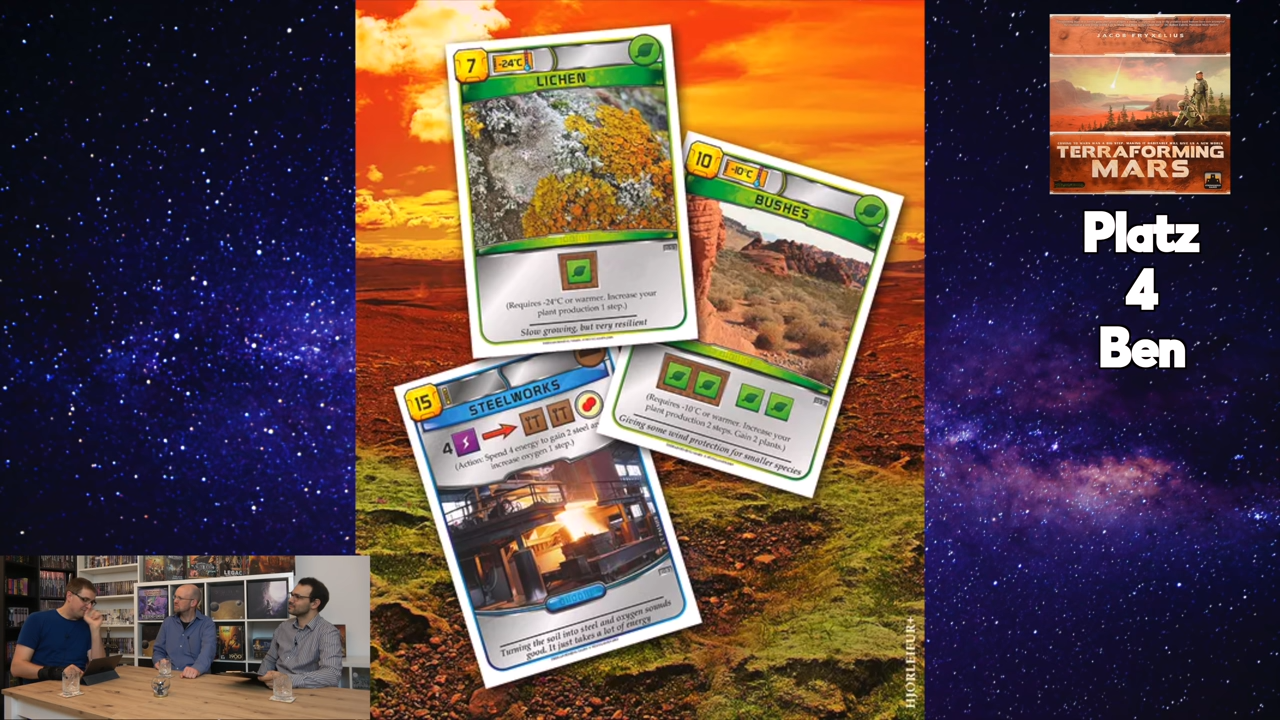 7
-24°C
LICHEN
(Requires -24°C or warmer. Increase your
plant production 1 step.)
Slow growing, but very resilient
10
-10°C
BUSHES
(Requires -10°C or warmer. Increase your
plant production 2 steps. Gain 2 plants.)
Giving some wind protection for smaller species
15
STEELWORKS
4
(Action: Spend 4 energy to gain 2 steel
increase oxygen 1 step.)
Turning the soil into steel and oxygen sounds
good. It just takes a lot of energy
HJORLEIFUR+
JACOB FRYXELIUS
TERRAFORMING
MARS
Platz
4
Ben
LEGAC